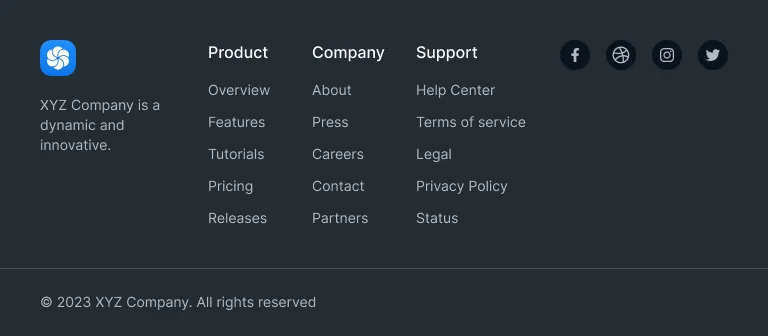 XYZ Company is a
dynamic and
innovative.
Product
Overview
Features
Tutorials
Pricing
Releases
Company
About
Press
Careers
Contact
Partners
Support
Help Center
Terms of service
Legal
Privacy Policy
Status
© 2023 XYZ Company. All rights reserved